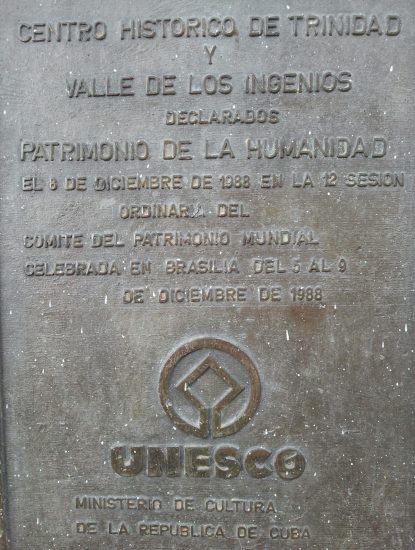 CENTRO HISTORICO DE TRINIDAD
Y
VALLE DE LOS INGENIOS
DECLARADOS
PATRIMONIO DE LA HUMANIDAD
EL 8 DE DICIEMBRE DE 1988 EN LA 12 SESION
ORDINARIA DEL
COMITE DEL PATRIMONIO MUNDIAL
CELEBRADA EN BRASILIA DEL 5 AL 9
DE DICIEMBRE DE 1988
UNESCO
MINISTERIO DE CULTURA
DE LA REPUBLICA DE CUBA